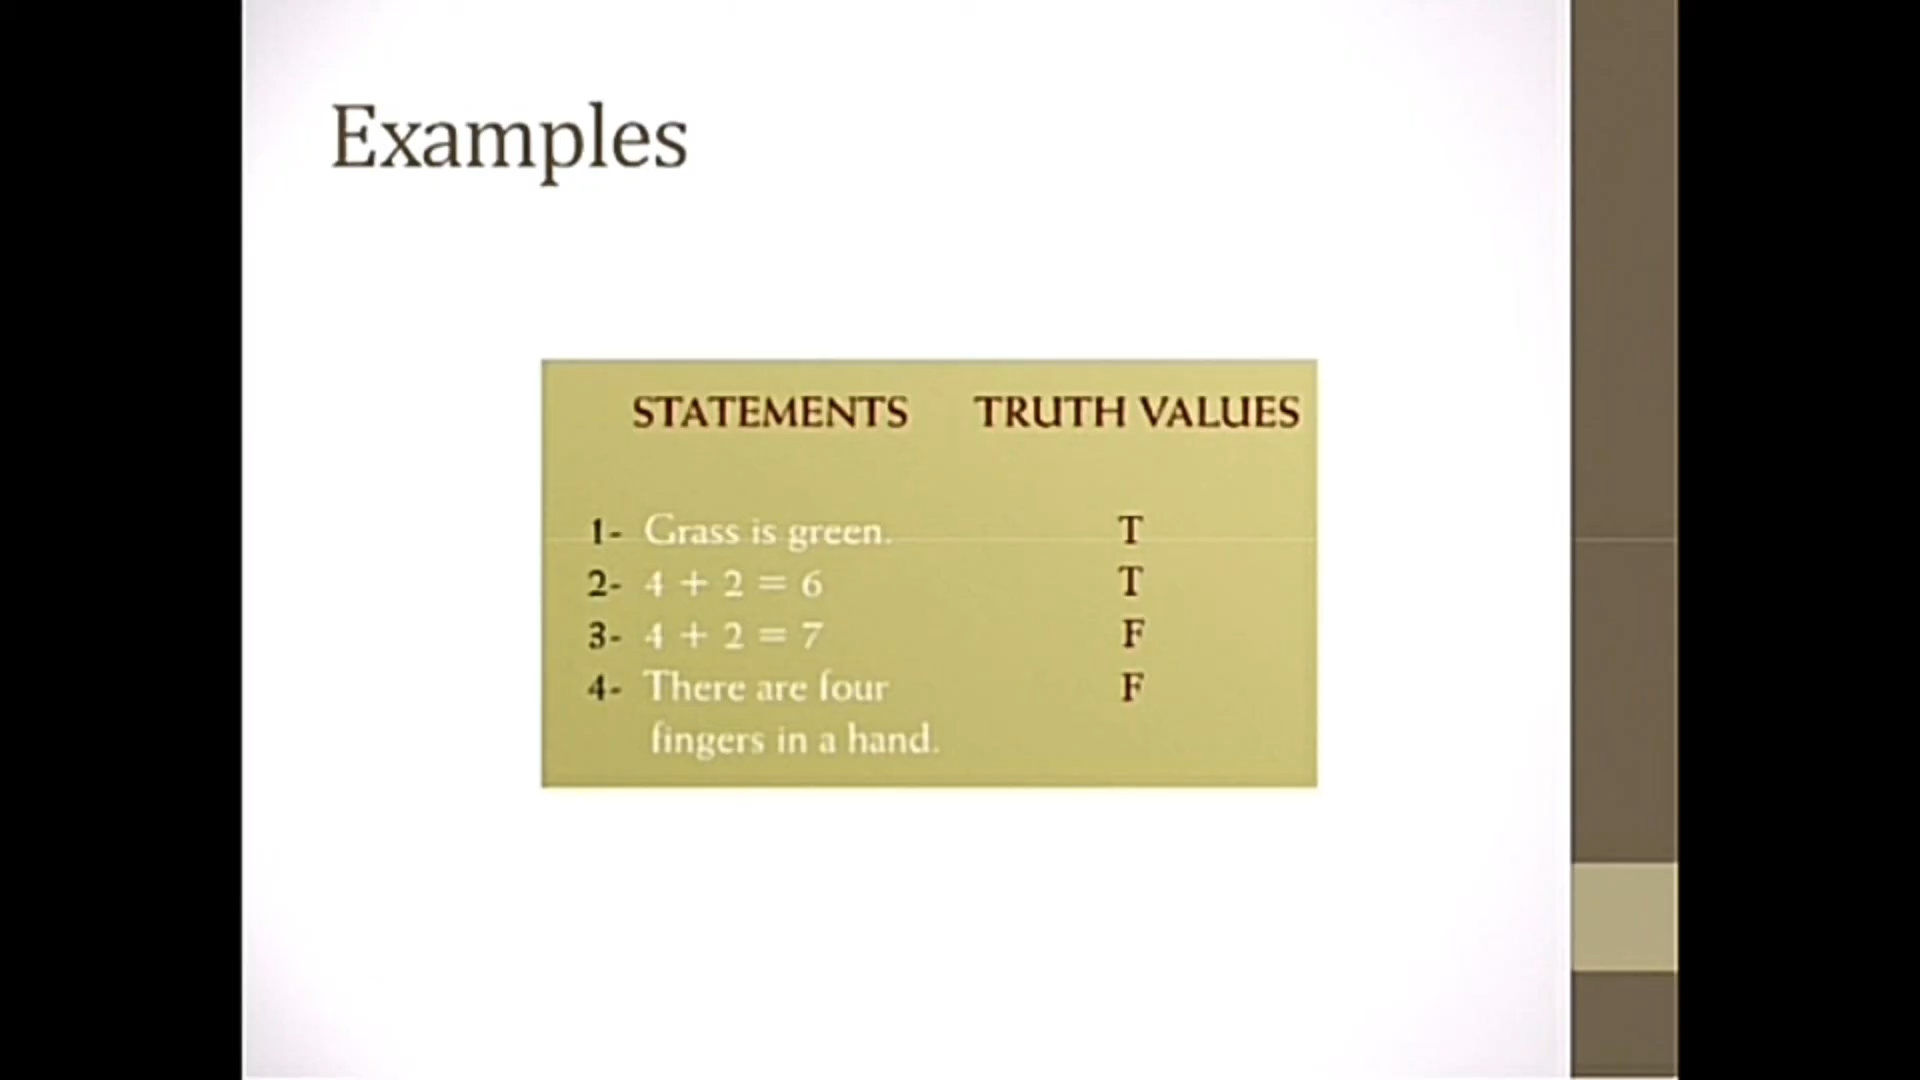 Examples
STATEMENTS TRUTH VALUES
1- Grass is green. T
2- 4 + 2 = 6 T
3- 4 + 2 = 7 F
4- There are four F
fingers in a hand.